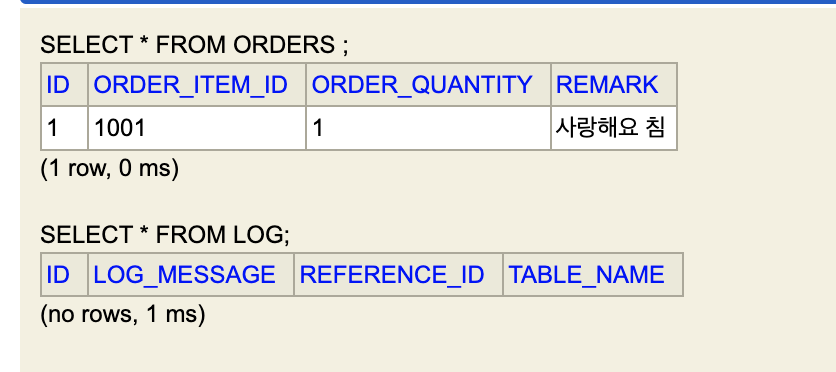 SELECT * FROM ORDERS ;
ID ORDER_ITEM_ID ORDER_QUANTITY REMARK
1 1001 1 사랑해요 침
(1 row, 0 ms)
SELECT * FROM LOG;
ID LOG_MESSAGE REFERENCE_ID TABLE_NAME
(no rows, 1 ms)